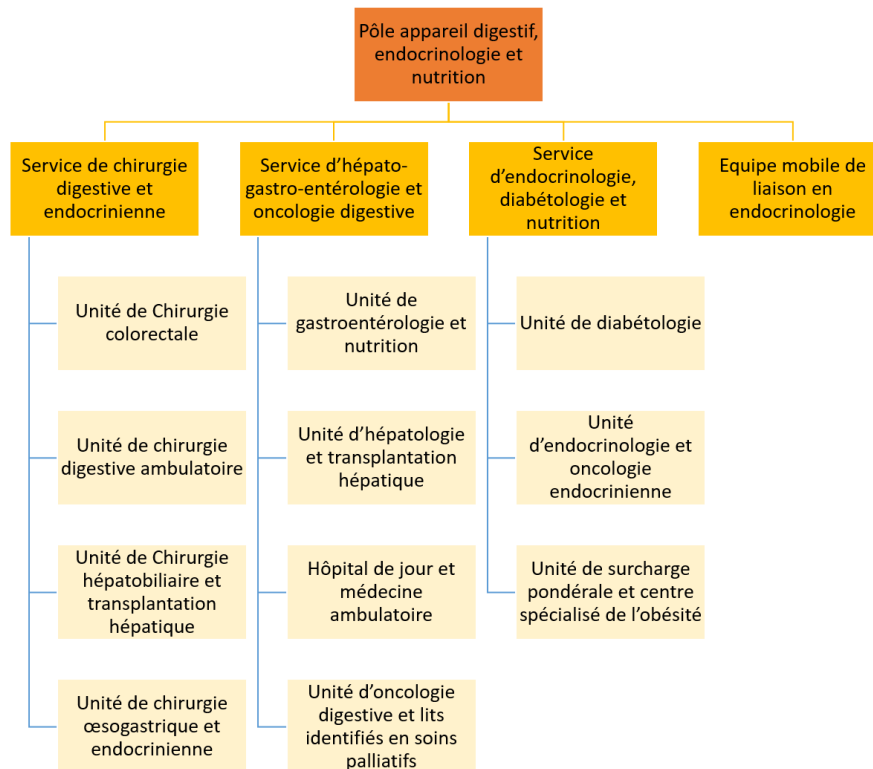 Pôle appareil digestif,
endocrinologie et
nutrition
Service de chirurgie
digestive et
endocrinienne
Service d’hépato-
gastro-entérologie et
oncologie digestive
Service
d’endocrinologie,
diabétologie et
nutrition
Equipe mobile de
liaison en
endocrinologie
Unité de Chirurgie
colorectale
Unité de chirurgie
digestive ambulatoire
Unité de Chirurgie
hépatobiliaire et
transplantation
hépatique
Unité de chirurgie
œsogastrique et
endocrinienne
Unité de
gastroentérologie et
nutrition
Unité d’hépatologie
et transplantation
hépatique
Hôpital de jour et
médecine
ambulatoire
Unité d’oncologie
digestive et lits
identifiés en soins
palliatifs
Unité de diabétologie
Unité
d’endocrinologie et
oncologie
endocrinienne
Unité de surcharge
pondérale et centre
spécialisé de l’obésité